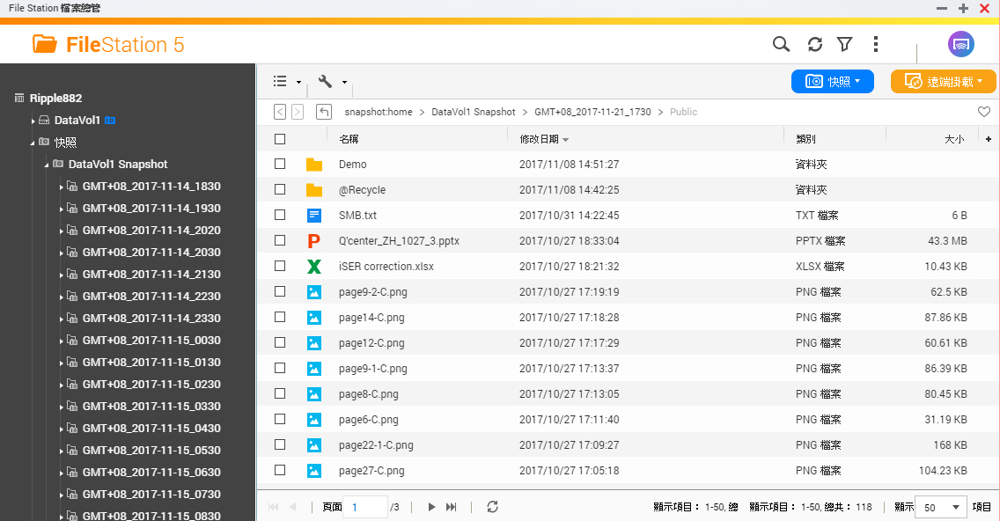 File Station 檔案總管
FileStation 5
Ripple882
DataVol1
快照
DataVol1 Snapshot
GMT+08_2017-11-14_1830
GMT+08_2017-11-14_1930
GMT+08_2017-11-14_2020
GMT+08_2017-11-14_2030
GMT+08_2017-11-14_2130
GMT+08_2017-11-14_2230
GMT+08_2017-11-14_2330
GMT+08_2017-11-15_0030
GMT+08_2017-11-15_0130
GMT+08_2017-11-15_0230
GMT+08_2017-11-15_0330
GMT+08_2017-11-15_0430
GMT+08_2017-11-15_0530
GMT+08_2017-11-15_0630
GMT+08_2017-11-15_0730
GMT+08_2017-11-15_0830
快照 遠端掛載
snapshot:home > DataVol1 Snapshot > GMT+08_2017-11-21_1730 > Public
名稱 修改日期 類別 大小
Demo 2017/11/08 14:51:27 資料夾
@Recycle 2017/11/08 14:42:25 資料夾
SMB.txt 2017/10/31 14:22:45 TXT 檔案 6 B
Q'center_ZH_1027_3.pptx 2017/10/27 18:33:04 PPTX 檔案 43.3 MB
iSER correction.xlsx 2017/10/27 18:21:32 XLSX 檔案 10.43 KB
page9-2-C.png 2017/10/27 17:19:19 PNG 檔案 62.5 KB
page14-C.png 2017/10/27 17:18:28 PNG 檔案 87.86 KB
page12-C.png 2017/10/27 17:17:29 PNG 檔案 60.61 KB
page9-1-C.png 2017/10/27 17:13:37 PNG 檔案 86.39 KB
page8-C.png 2017/10/27 17:13:05 PNG 檔案 80.45 KB
page6-C.png 2017/10/27 17:11:40 PNG 檔案 31.19 KB
page22-1-C.png 2017/10/27 17:09:27 PNG 檔案 168 KB
page27-C.png 2017/10/27 17:05:18 PNG 檔案 104.23 KB
頁面 1 /3 顯示項目： 1-50, 總 顯示項目： 1-50, 總共： 118 顯示 50 項目